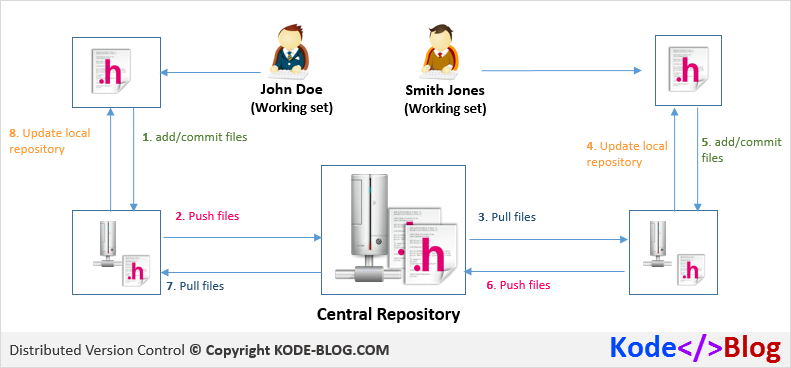 .h
John Doe
(Working set)
Smith Jones
(Working set)
.h
8. Update local
repository
1. add/commit files
4. Update local
repository
5. add/commit
files
2. Push files
3. Pull files
.h
.h
.h
.h
7. Pull files
6. Push files
Central Repository
Distributed Version Control © Copyright KODE-BLOG.COM
Kode</>Blog